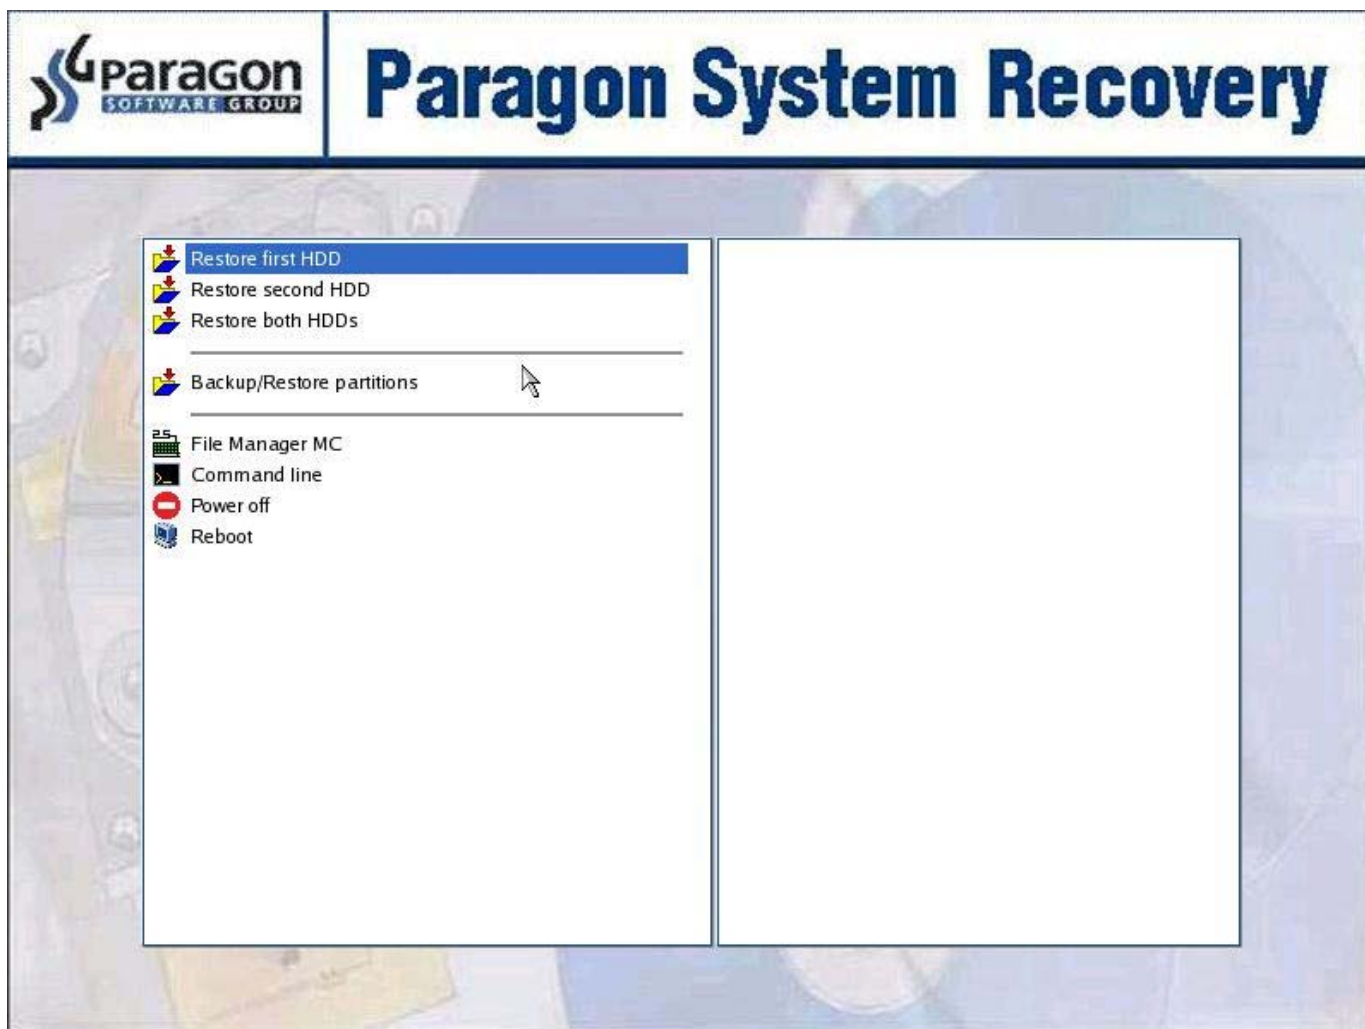 Paragon
SOFTWARE GROUP
Paragon System Recovery
Restore first HDD
Restore second HDD
Restore both HDDs
Backup/Restore partitions
File Manager MC
Command line
Power off
Reboot